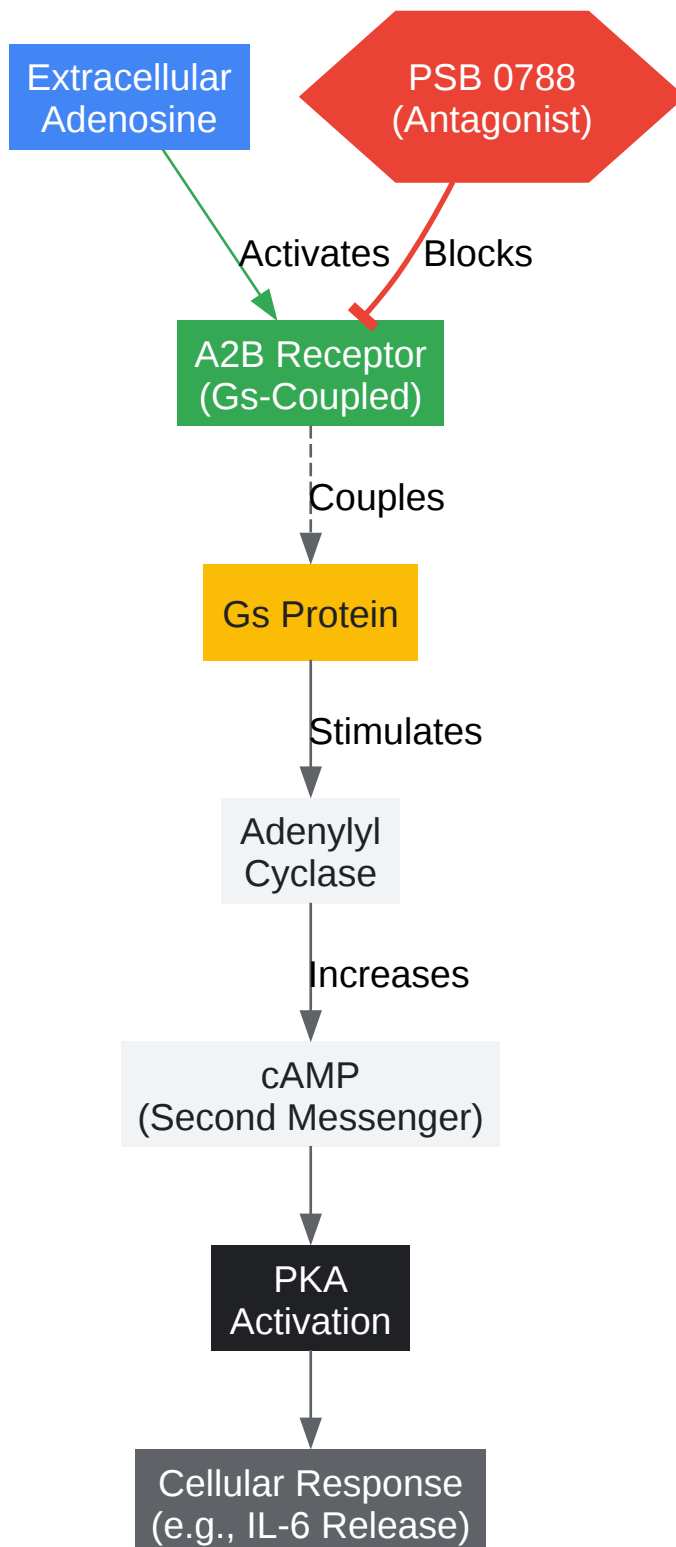 Extracellular
Adenosine
PSB 0788
(Antagonist)
Activates
Blocks
A2B Receptor
(Gs-Coupled)
Couples
Gs Protein
Stimulates
Adenylyl
Cyclase
Increases
cAMP
(Second Messenger)
PKA
Activation
Cellular Response
(e.g., IL-6 Release)